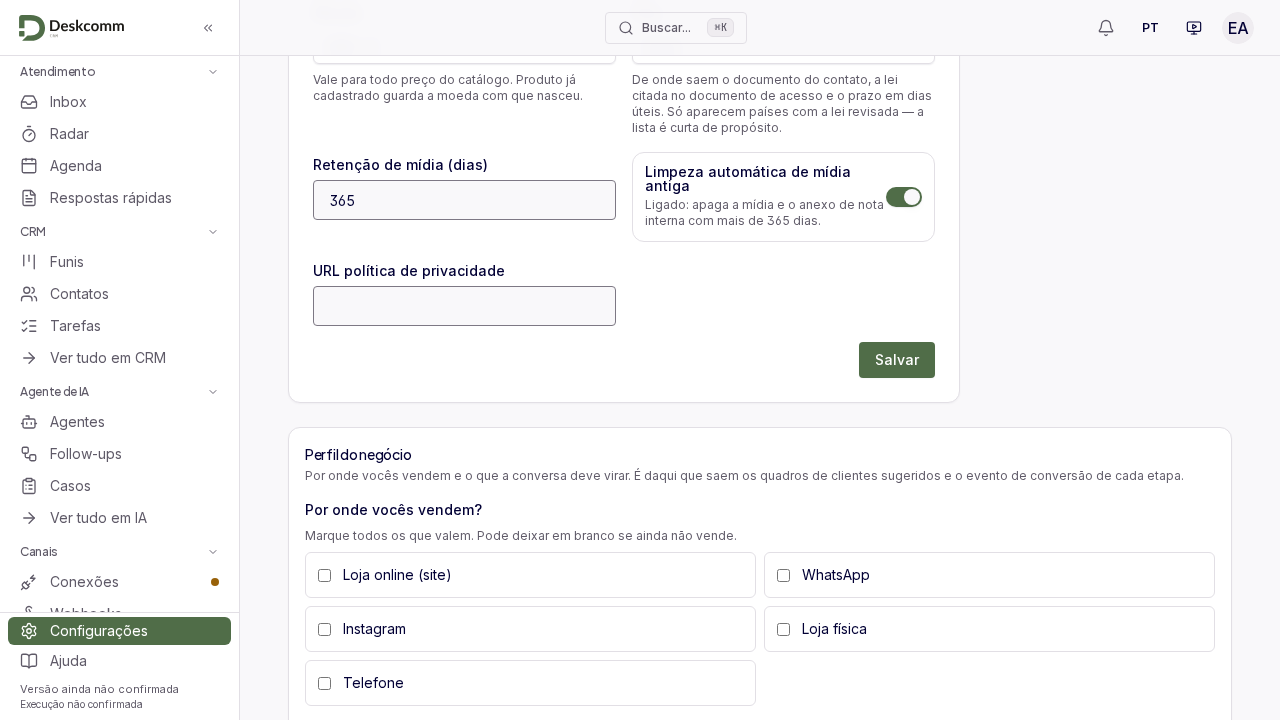 Deskcomm
Buscar...
⌘K
PT
EA
Atendimento
Inbox
Radar
Agenda
Respostas rápidas
CRM
Funis
Contatos
Tarefas
Ver tudo em CRM
Agente de IA
Agentes
Follow-ups
Casos
Ver tudo em IA
Canais
Conexões
Webhooks
Configurações
Ajuda
Versão ainda não confirmada
Execução não confirmada
Vale para todo preço do catálogo. Produto já
cadastrado guarda a moeda com que nasceu.
De onde saem o documento do contato, a lei
citada no documento de acesso e o prazo em dias
úteis. Só aparecem países com a lei revisada — a
lista é curta de propósito.
Retenção de mídia (dias)
365
Limpeza automática de mídia
antiga
Ligado: apaga a mídia e o anexo de nota
interna com mais de 365 dias.
URL política de privacidade
Salvar
Perfil do negócio
Por onde vocês vendem e o que a conversa deve virar. É daqui que saem os quadros de clientes sugeridos e o evento de conversão de cada etapa.
Por onde vocês vendem?
Marque todos os que valem. Pode deixar em branco se ainda não vende.
Loja online (site)
WhatsApp
Instagram
Loja física
Telefone